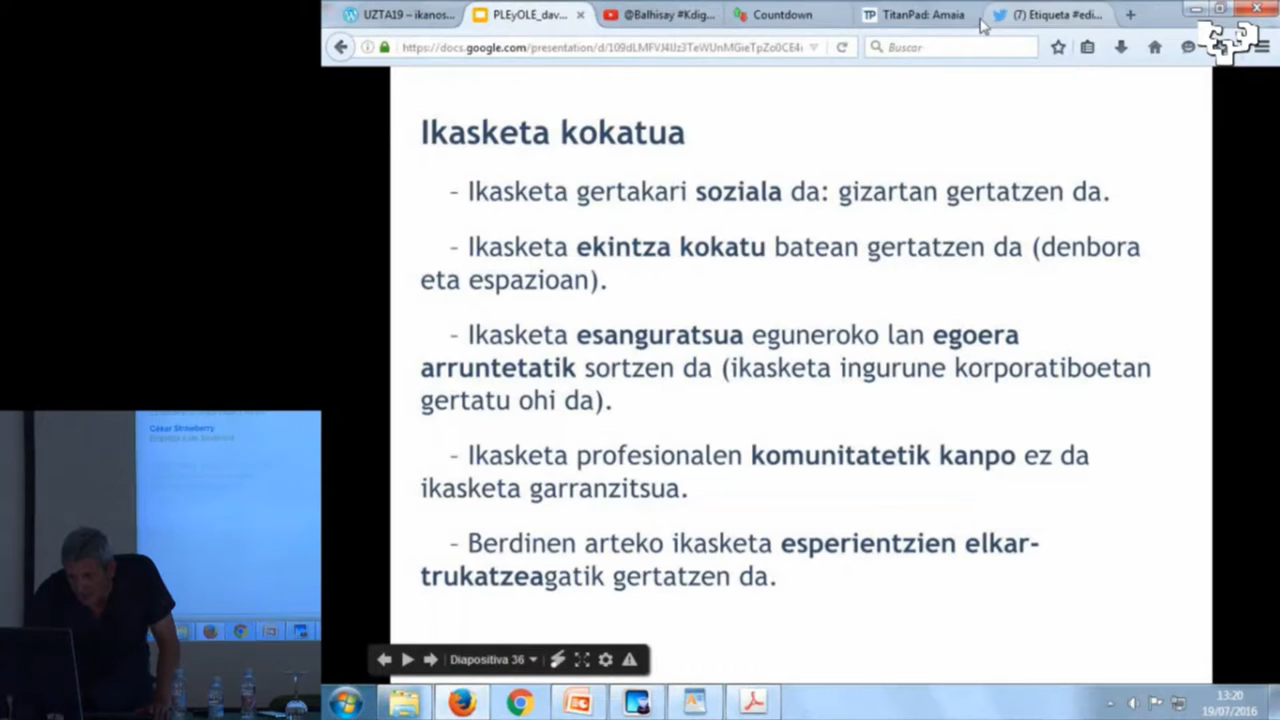 UZTA19 – ikanos...
PLEyOLE_dav...
@Balhisay #Kdig...
Countdown
TitanPad: Amaia
(7) Etiqueta #edi...
https://docs.google.com/presentation/d/
Buscar
Ikasketa kokatua
- Ikasketa gertakari soziala da: gizartan gertatzen da.
- Ikasketa ekintza kokatu batean gertatzen da (denbora
eta espazioan).
- Ikasketa esanguratsua eguneroko lan egoera
arruntetatik sortzen da (ikasketa ingurune korporatiboetan
gertatu ohi da).
- Ikasketa profesionalen komunitatetik kanpo ez da
ikasketa garranzitsua.
- Berdinen arteko ikasketa esperientzien elkar-
trukatzeagatik gertatzen da.
César Strawberry
Diapositiva 36
13:20
19/07/2016